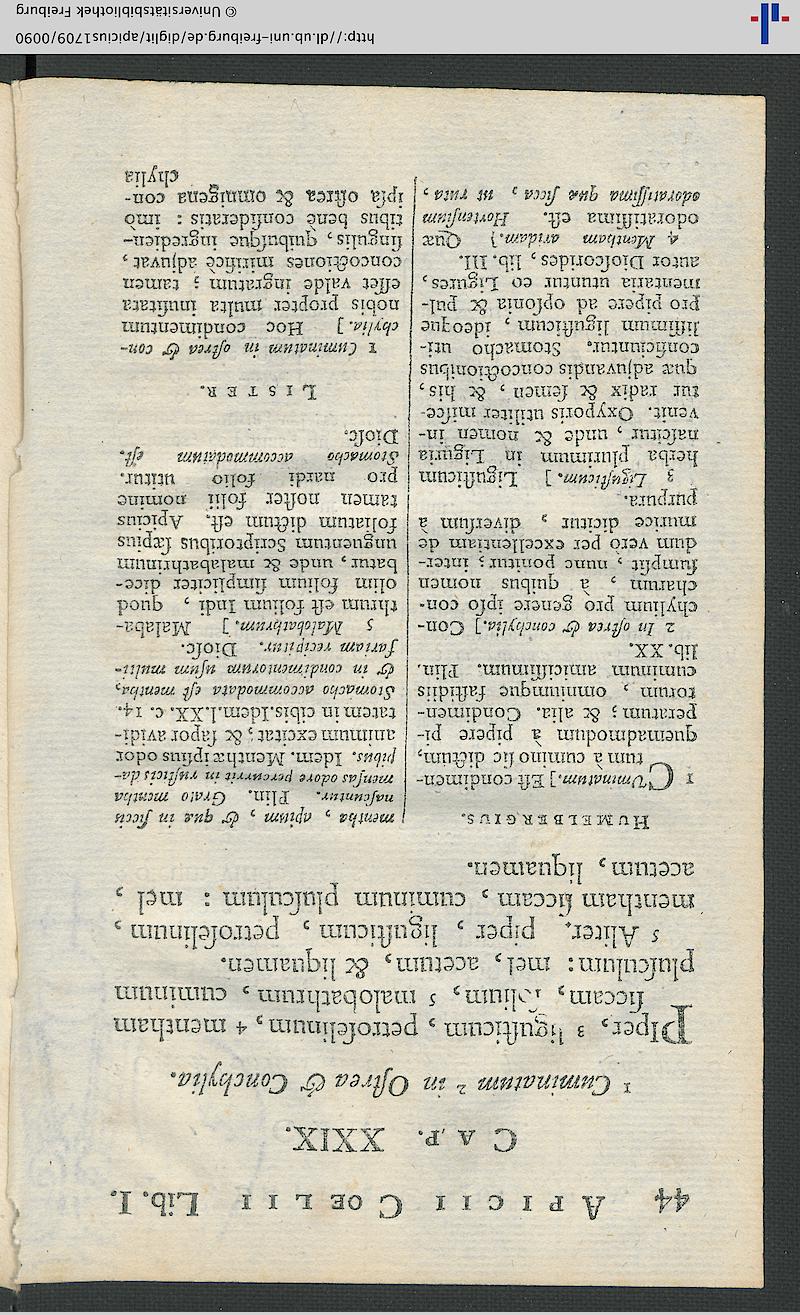 44 APICII COELII Lib. I.
CAP. XXIX.
1 Cuminatum 2 in Ostrea & Conchylia.
PIper, 3 ligusticum, petroselinum, 4 mentham
siccam, folium, 5 malobathrum, cuminum
plusculum: mel, acetum, & liquamen.
5 Aliter. piper, ligusticum, petroselinum,
mentham siccam, cuminum plusculum: mel,
acetum, liquamen.
HUMELBERGIUS.
1 CUminatum.] Est condimen-
tum à cumino sic dictum,
quemadmodum à pipere pi-
peratum; & alia. Condimen-
torum, omniumque fastidiis
cuminum amicissimum. Plin.
lib. XX.
2 In ostrea & conchylia.] Con-
chylium pro genere ipso con-
charum, à quibus nomen
sumpsit, nunc ponitur; inter-
dum verò per excellentiam de
murice dicitur, diversum à
purpura.
3 Ligusticum.] Ligusticum
herba plurimum in Liguria
nascitur, unde & nomen in-
venit. Oxyporis utiliter misce-
tur radix & semen, & his,
quæ adjuvandis concoctionibus
conficiuntur. Stomacho uti-
lissimum ligusticum, ideoque
pro pipere ad opsonia & pul-
mentaria utuntur eo Ligures,
autor Dioscorides, lib. III.
4 Mentham aridam.] Quæ
odoratissima est. Hortensium
odoratissima quæ sicca, ut ruta,
mentha, apium, & quæ in siccis
nascuntur. Plin. Grato mentha
mensas odore percurrit in rusticis da-
pibus. Idem. Menthæ ipsius odor
animum excitat; & sapor avidi-
tatem in cibis. Idem. l. XX. c. 14.
Stomacho accommodata est mentha,
& in condimentorum usum multi-
fariam recipitur. Diosc.
5 Malobathrum.] Malaba-
thrum est folium Indi, quod
olim folium simpliciter dice-
batur, unde & malabathrinum
unguentum Scriptoribus sæpius
foliatum dictum est. Apicius
tamen noster folii nomine
pro nardi folio utitur.
Stomacho accommodatum est.
Diosc.
LISTER.
1 Cuminatum in ostrea & con-
chylia.] Hoc condimentum
nobis propter multa inusitata
esset valde ingratum; tamen
concoctiones mirificè adjuvat,
singulis, quibusque ingredien-
tibus benè consideratis: imò
ipsa ostrea & omnigena con-
chylia
http://dl.ub.uni-freiburg.de/diglit/apicius1709/0090
© Universitätsbibliothek Freiburg